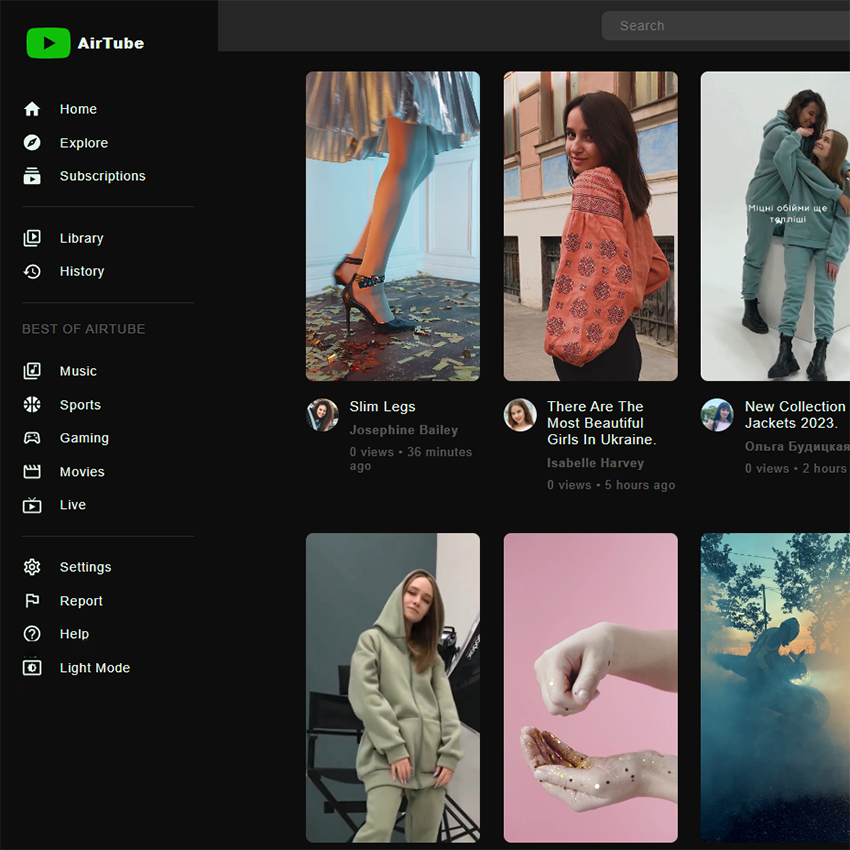 AirTube
Search
Home
Explore
Subscriptions
Library
History
BEST OF AIRTUBE
Music
Sports
Gaming
Movies
Live
Settings
Report
Help
Light Mode
Міцні обійми ще
тепліші
Slim Legs
Josephine Bailey
0 views • 36 minutes
ago
There Are The
Most Beautiful
Girls In Ukraine.
Isabelle Harvey
0 views • 5 hours ago
New Collection
Jackets 2023.
Ольга Будицкая
0 views • 2 hours